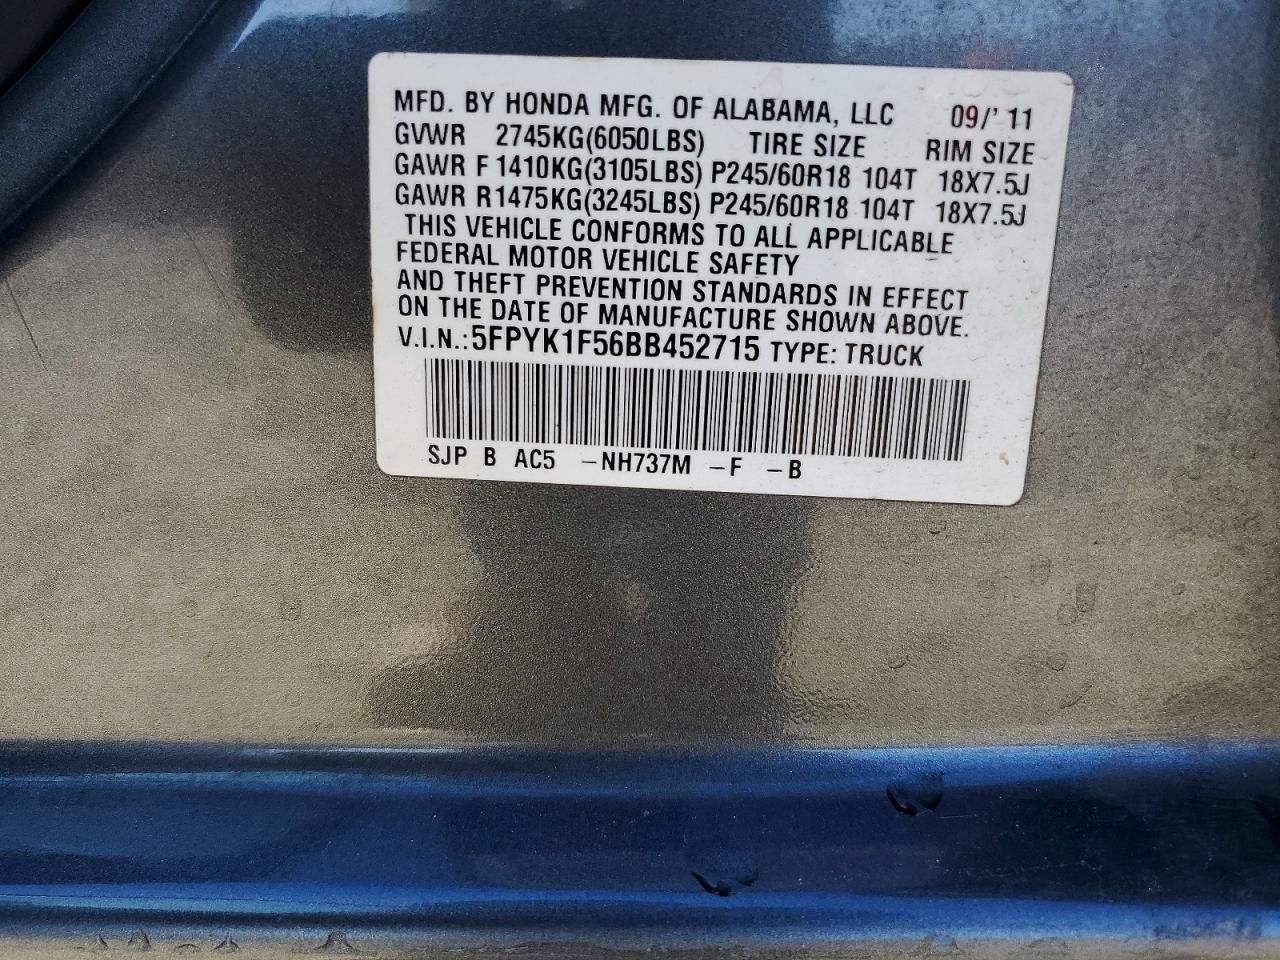 MFD. BY HONDA MFG. OF ALABAMA, LLC 09/'11
GVWR 2745KG(6050LBS) TIRE SIZE RIM SIZE
GAWR F 1410KG(3105LBS) P245/60R18 104T 18X7.5J
GAWR R1475KG(3245LBS) P245/60R18 104T 18X7.5J
THIS VEHICLE CONFORMS TO ALL APPLICABLE
FEDERAL MOTOR VEHICLE SAFETY
AND THEFT PREVENTION STANDARDS IN EFFECT
ON THE DATE OF MANUFACTURE SHOWN ABOVE.
V.I.N.:5FPYK1F56BB452715 TYPE: TRUCK
SJP B AC5 -NH737M -F -B